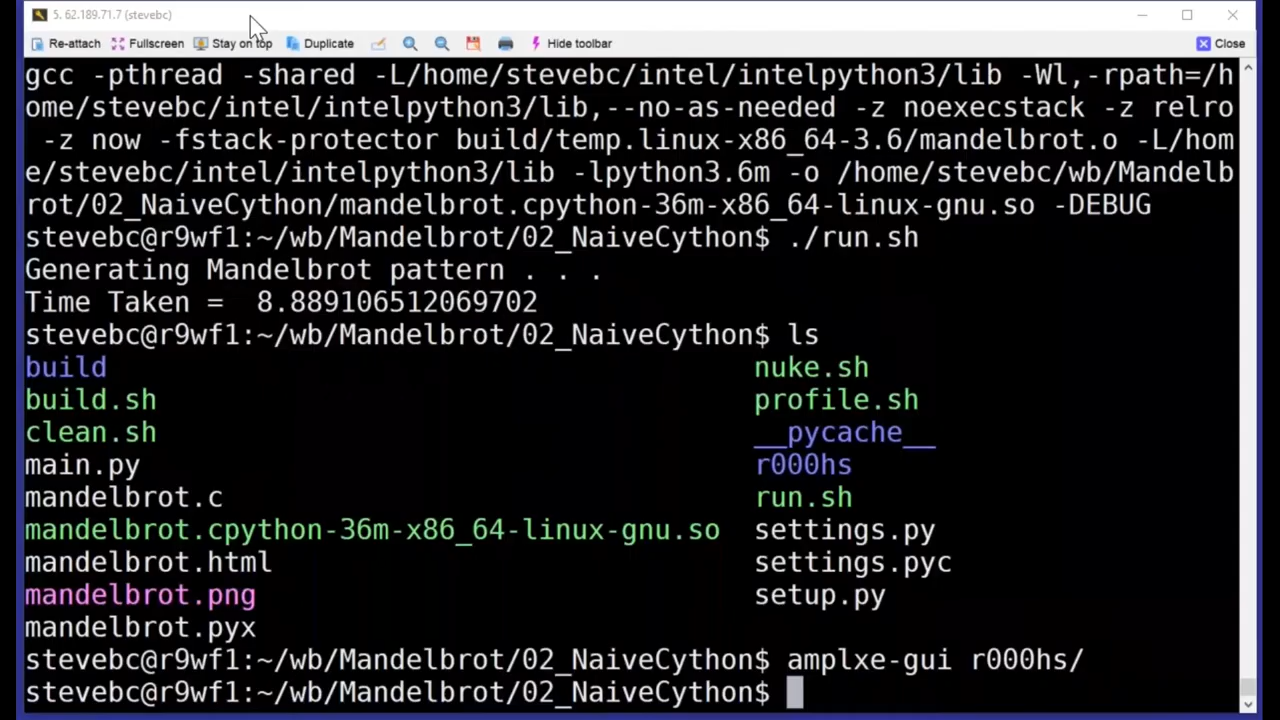 5. 62.189.71.7 (stevebc)
Re-attach Fullscreen Stay on top Duplicate Hide toolbar Close
gcc -pthread -shared -L/home/stevebc/intel/intelpython3/lib -Wl,-rpath=/h
ome/stevebc/intel/intelpython3/lib,--no-as-needed -z noexecstack -z relro
 -z now -fstack-protector build/temp.linux-x86_64-3.6/mandelbrot.o -L/hom
e/stevebc/intel/intelpython3/lib -lpython3.6m -o /home/stevebc/wb/Mandelb
rot/02_NaiveCython/mandelbrot.cpython-36m-x86_64-linux-gnu.so -DEBUG
stevebc@r9wf1:~/wb/Mandelbrot/02_NaiveCython$ ./run.sh
Generating Mandelbrot pattern . . .
Time Taken =  8.889106512069702
stevebc@r9wf1:~/wb/Mandelbrot/02_NaiveCython$ ls
build nuke.sh
build.sh profile.sh
clean.sh __pycache__
main.py r000hs
mandelbrot.c run.sh
mandelbrot.cpython-36m-x86_64-linux-gnu.so settings.py
mandelbrot.html settings.pyc
mandelbrot.png setup.py
mandelbrot.pyx
stevebc@r9wf1:~/wb/Mandelbrot/02_NaiveCython$ amplxe-gui r000hs/
stevebc@r9wf1:~/wb/Mandelbrot/02_NaiveCython$